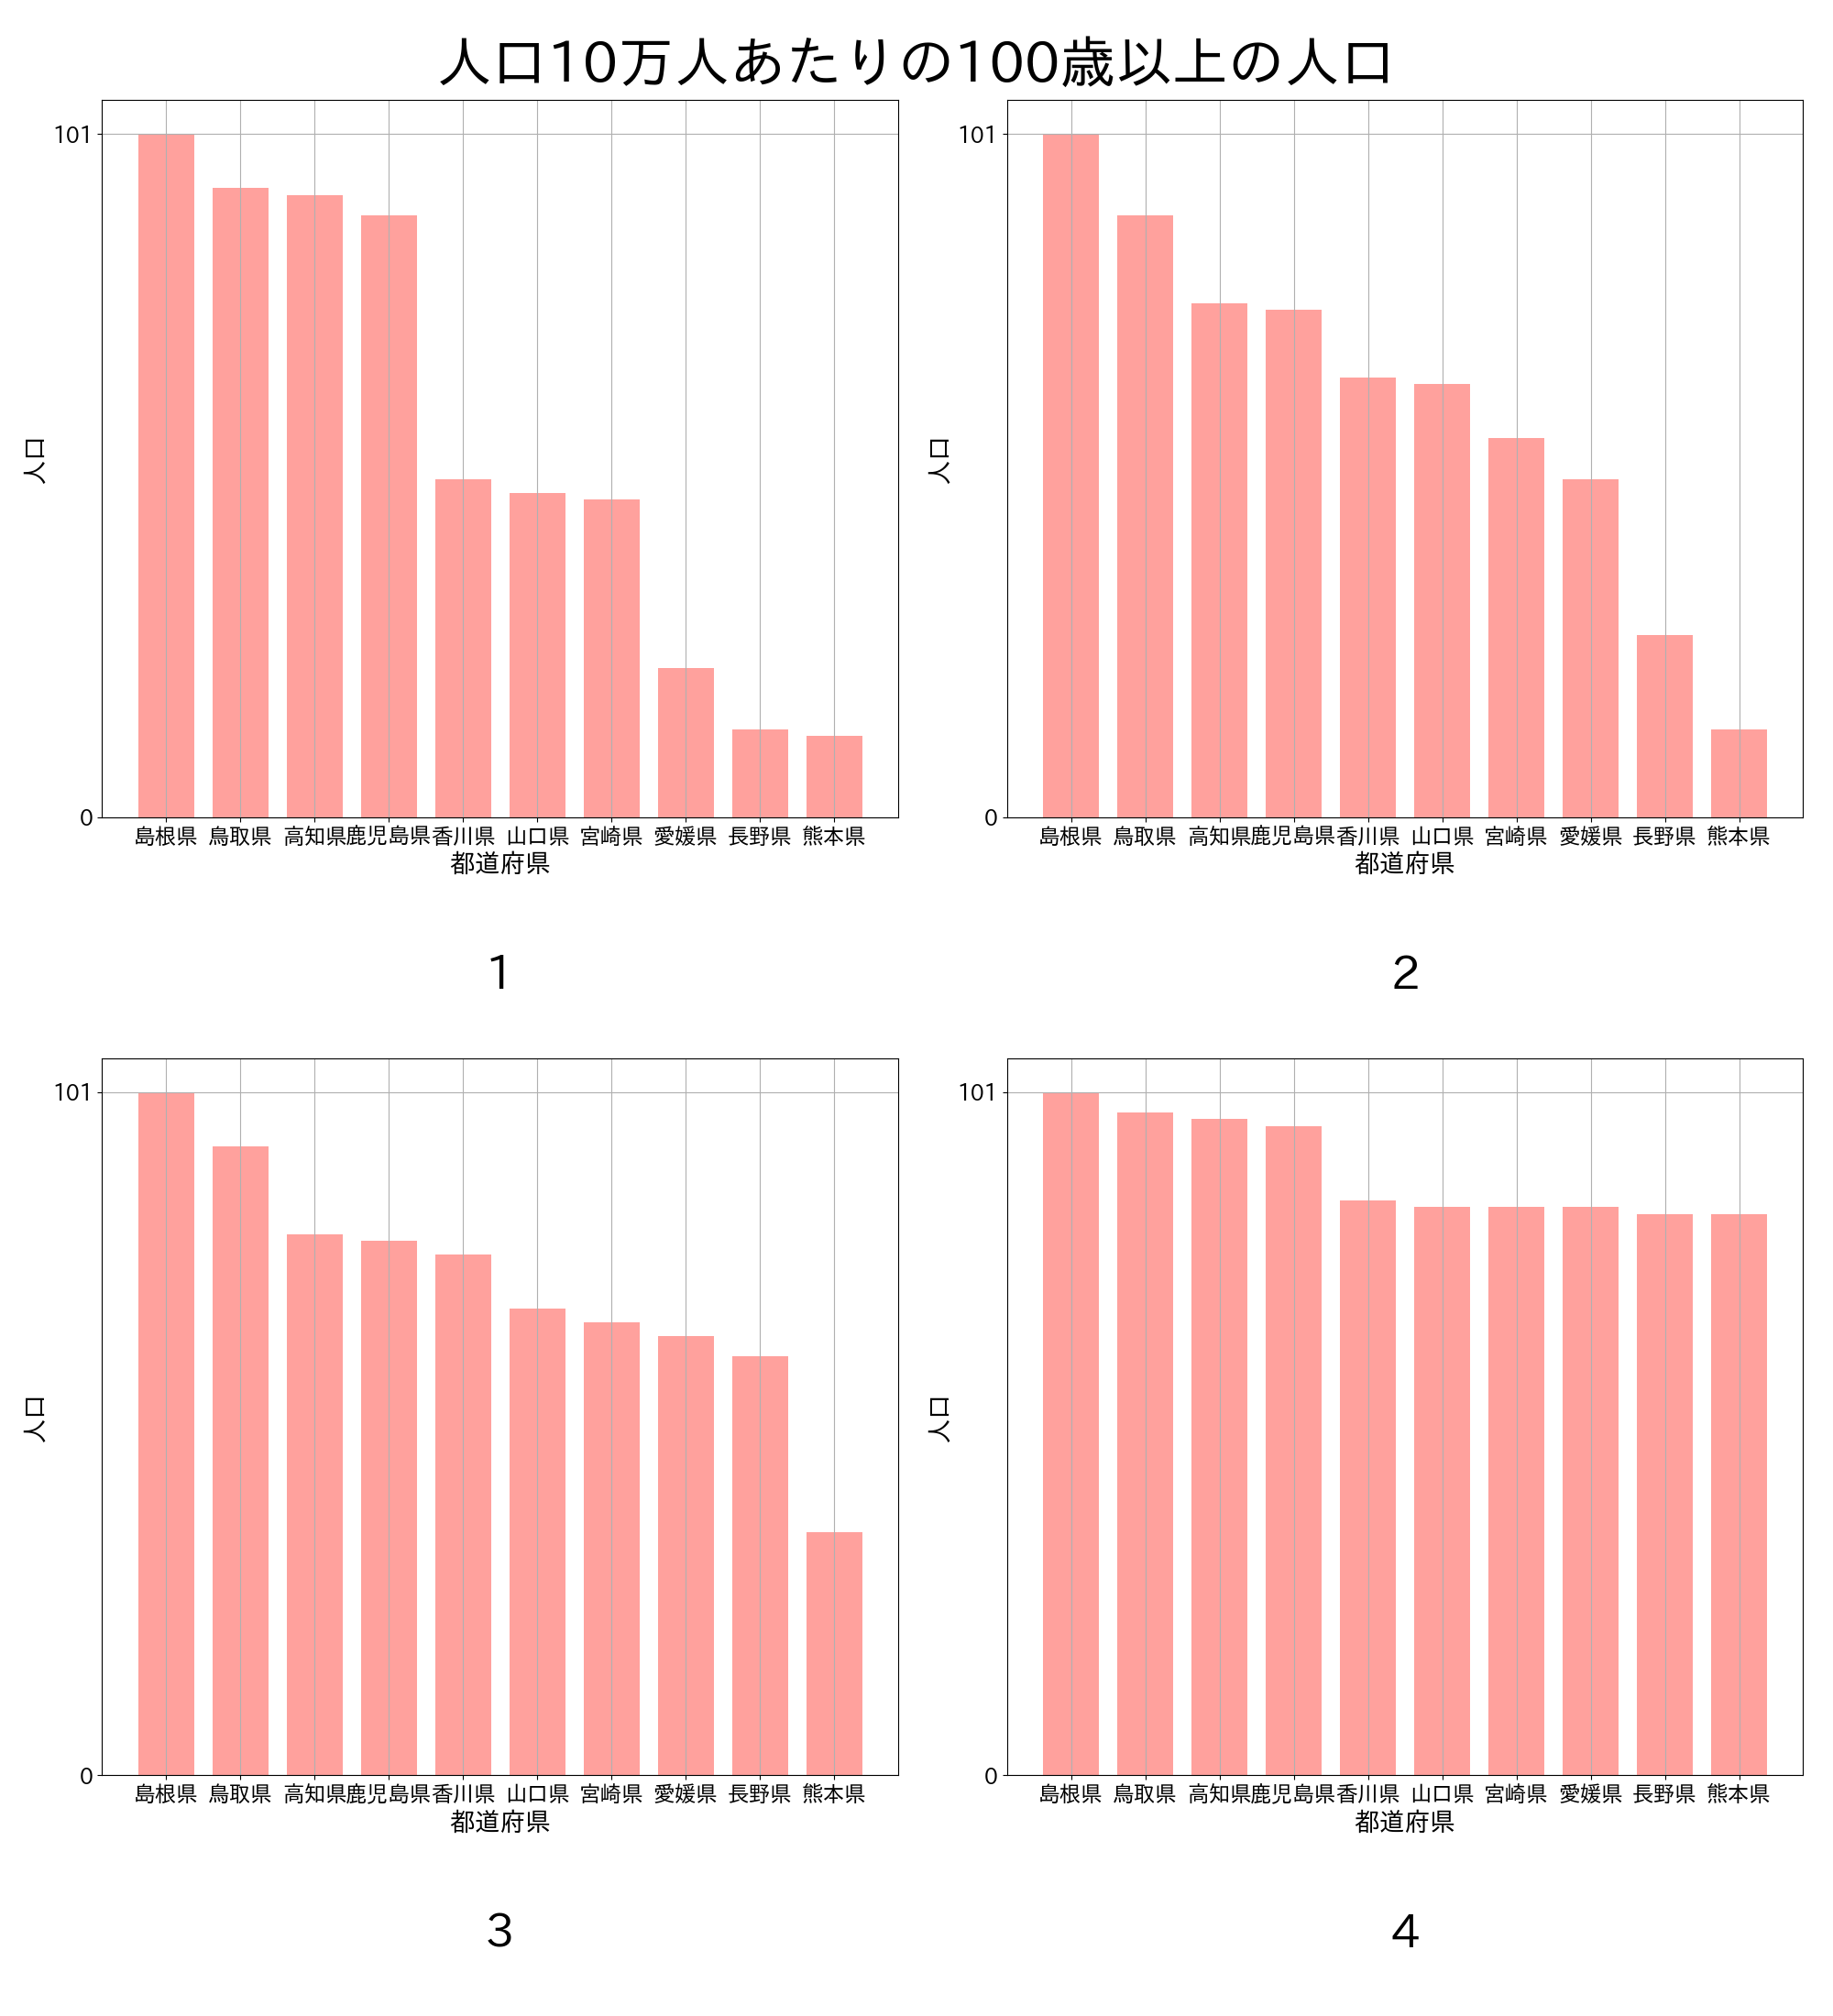 人口10万人あたりの100歳以上の人口
101
0
人口
島根県 鳥取県 高知県 鹿児島県 香川県 山口県 宮崎県 愛媛県 長野県 熊本県
都道府県
1
101
0
人口
島根県 鳥取県 高知県 鹿児島県 香川県 山口県 宮崎県 愛媛県 長野県 熊本県
都道府県
2
101
0
人口
島根県 鳥取県 高知県 鹿児島県 香川県 山口県 宮崎県 愛媛県 長野県 熊本県
都道府県
3
101
0
人口
島根県 鳥取県 高知県 鹿児島県 香川県 山口県 宮崎県 愛媛県 長野県 熊本県
都道府県
4